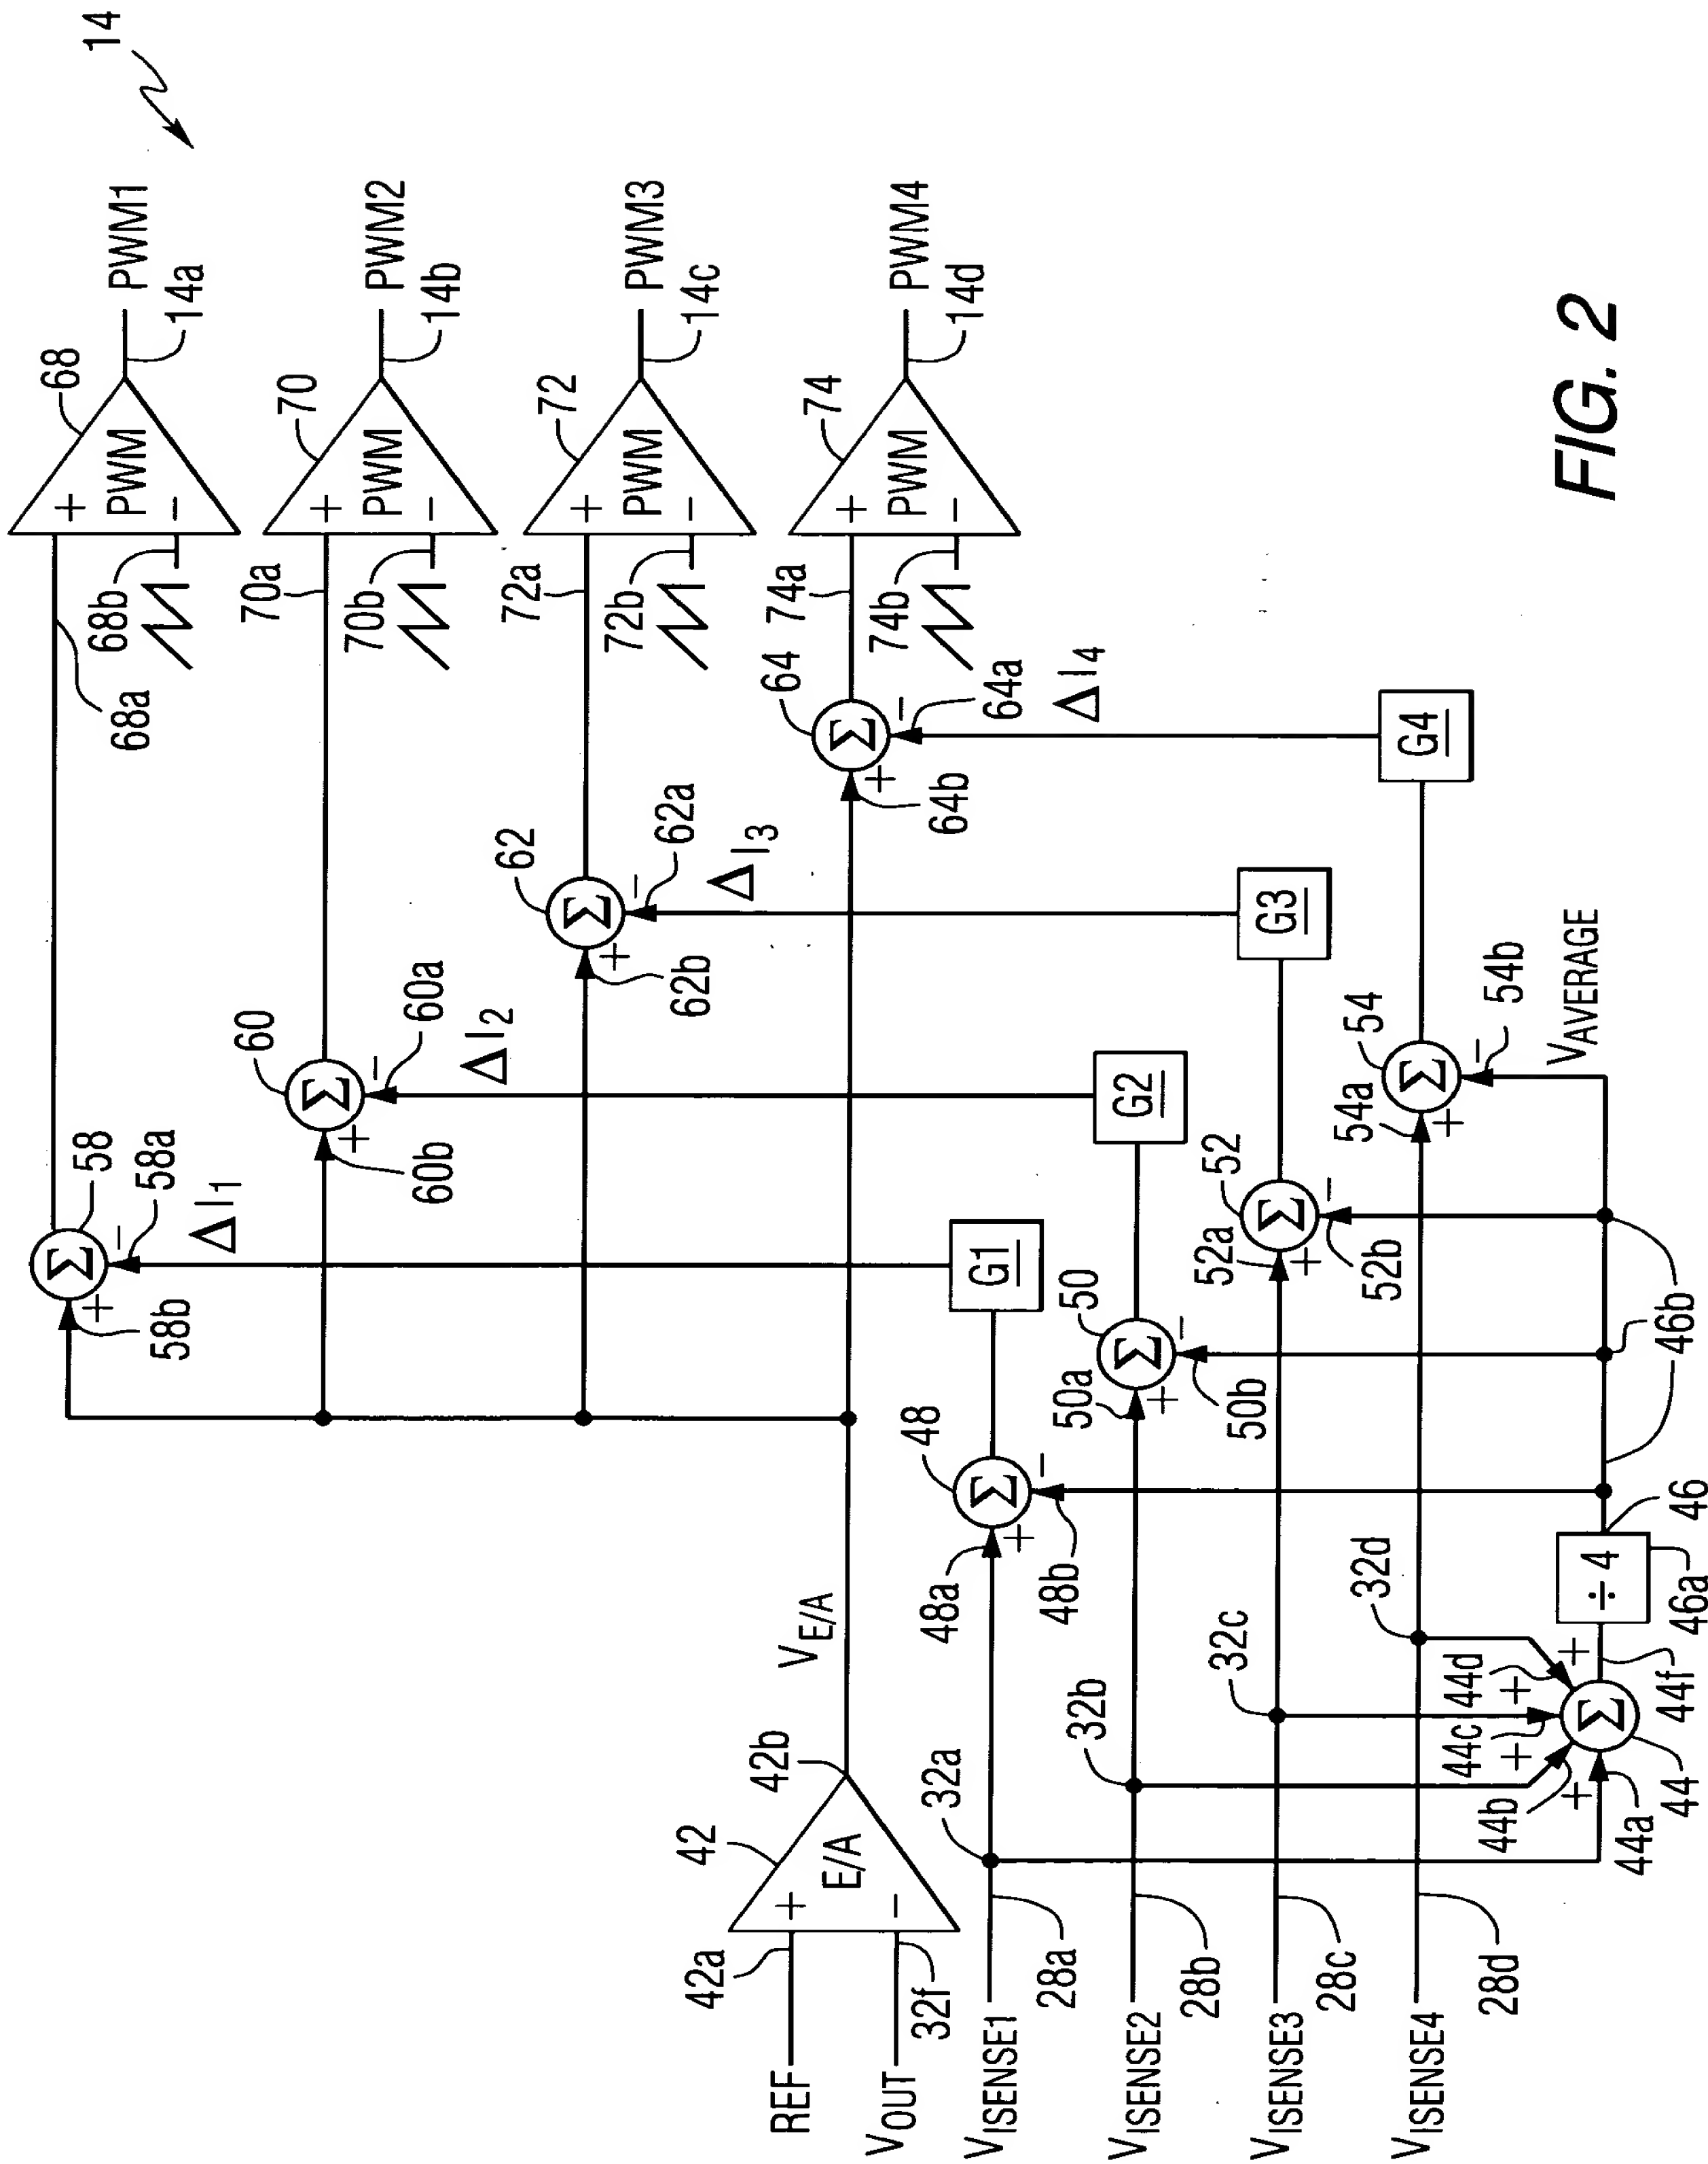 14
PWM1
14a
68
+
PWM
−
68a
68b
PWM2
14b
70
+
PWM
−
70a
70b
PWM3
14c
72
+
PWM
−
72a
72b
PWM4
14d
74
+
PWM
−
74a
74b
58
Σ
+
−
58a
58b
ΔI1
60
Σ
+
−
60a
60b
ΔI2
62
Σ
+
−
62a
62b
ΔI3
64
Σ
+
−
64a
64b
ΔI4
REF
42a
VOUT
32f
42
+
E/A
−
42b
VE/A
VISENSE1
28a
32a
48a
48
Σ
+
−
48b
G1
VISENSE2
28b
32b
50a
50
Σ
+
−
50b
G2
VISENSE3
28c
32c
52a
52
Σ
+
−
52b
G3
VISENSE4
28d
32d
54a
54
Σ
+
−
54b
G4
VAVERAGE
44a
+
44b
+
44c
+
44d
+
Σ
44
44f
÷4
46a
46
46b
FIG. 2